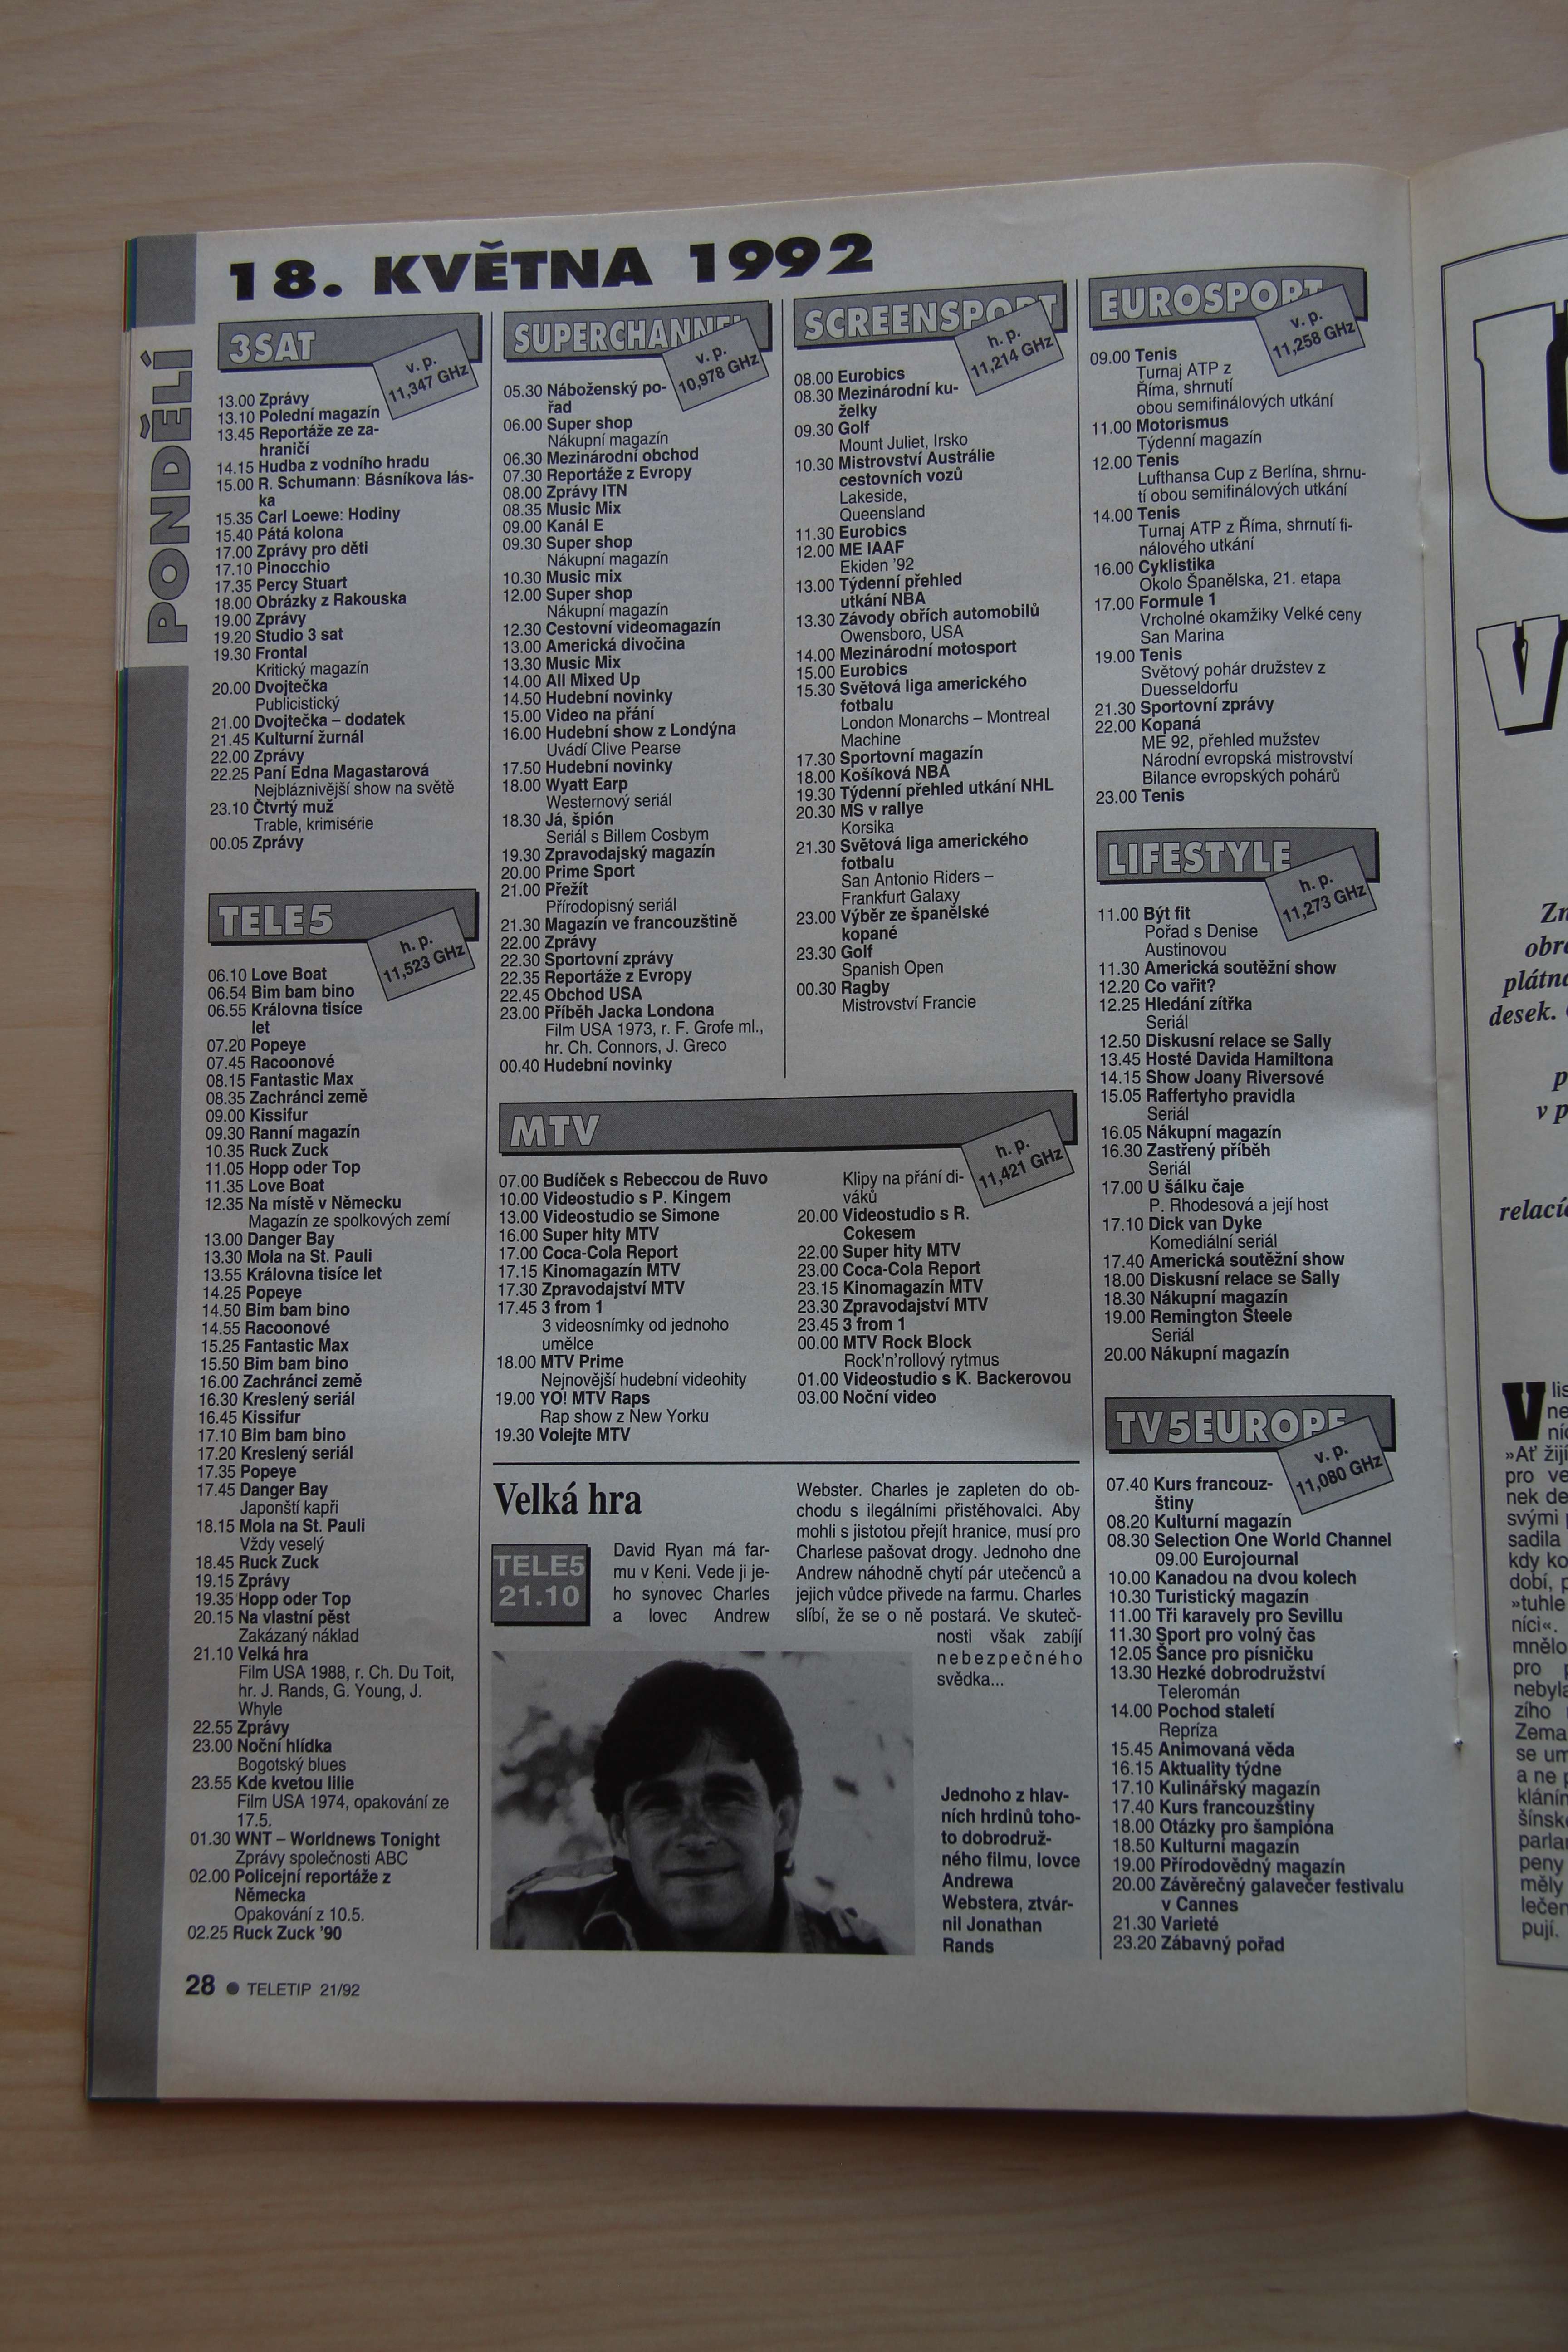 PONDĚLÍ
18. KVĚTNA 1992
3SAT
v. p.
11,347 GHz
13.00 Zprávy
13.10 Polední magazín
13.45 Reportáže ze za-
hraničí
14.15 Hudba z vodního hradu
15.00 R. Schumann: Básníkova lás-
ka
15.35 Carl Loewe: Hodiny
15.40 Pátá kolona
17.00 Zprávy pro děti
17.10 Pinocchio
17.35 Percy Stuart
18.00 Obrázky z Rakouska
19.00 Zprávy
19.20 Studio 3 sat
19.30 Frontal
Kritický magazín
20.00 Dvojtečka
Publicistický
21.00 Dvojtečka – dodatek
21.45 Kulturní žurnál
22.00 Zprávy
22.25 Paní Edna Magastarová
Nejbláznivější show na světě
23.10 Čtvrtý muž
Trable, krimisérie
00.05 Zprávy
TELE5
h. p.
11,523 GHz
06.10 Love Boat
06.54 Bim bam bino
06.55 Královna tisíce
let
07.20 Popeye
07.45 Racoonové
08.15 Fantastic Max
08.35 Zachránci země
09.00 Kissifur
09.30 Ranní magazín
10.35 Ruck Zuck
11.05 Hopp oder Top
11.35 Love Boat
12.35 Na místě v Německu
Magazín ze spolkových zemí
13.00 Danger Bay
13.30 Mola na St. Pauli
13.55 Královna tisíce let
14.25 Popeye
14.50 Bim bam bino
14.55 Racoonové
15.25 Fantastic Max
15.50 Bim bam bino
16.00 Zachránci země
16.30 Kreslený seriál
16.45 Kissifur
17.10 Bim bam bino
17.20 Kreslený seriál
17.35 Popeye
17.45 Danger Bay
Japonští kapři
18.15 Mola na St. Pauli
Vždy veselý
18.45 Ruck Zuck
19.15 Zprávy
19.35 Hopp oder Top
20.15 Na vlastní pěst
Zakázaný náklad
21.10 Velká hra
Film USA 1988, r. Ch. Du Toit,
hr. J. Rands, G. Young, J.
Whyle
22.55 Zprávy
23.00 Noční hlídka
Bogotský blues
23.55 Kde kvetou lilie
Film USA 1974, opakování ze
17.5.
01.30 WNT – Worldnews Tonight
Zprávy společnosti ABC
02.00 Policejní reportáže z
Německa
Opakování z 10.5.
02.25 Ruck Zuck '90
SUPERCHANNEL
v. p.
10,978 GHz
05.30 Náboženský po-
řad
06.00 Super shop
Nákupní magazín
06.30 Mezinárodní obchod
07.30 Reportáže z Evropy
08.00 Zprávy ITN
08.35 Music Mix
09.00 Kanál E
09.30 Super shop
Nákupní magazín
10.30 Music mix
12.00 Super shop
Nákupní magazín
12.30 Cestovní videomagazín
13.00 Americká divočina
13.30 Music Mix
14.00 All Mixed Up
14.50 Hudební novinky
15.00 Video na přání
16.00 Hudební show z Londýna
Uvádí Clive Pearse
17.50 Hudební novinky
18.00 Wyatt Earp
Westernový seriál
18.30 Já, špión
Seriál s Billem Cosbym
19.30 Zpravodajský magazín
20.00 Prime Sport
21.00 Přežít
Přírodopisný seriál
21.30 Magazín ve francouzštině
22.00 Zprávy
22.30 Sportovní zprávy
22.35 Reportáže z Evropy
22.45 Obchod USA
23.00 Příběh Jacka Londona
Film USA 1973, r. F. Grofe ml.,
hr. Ch. Connors, J. Greco
00.40 Hudební novinky
SCREENSPORT
h. p.
11,214 GHz
08.00 Eurobics
08.30 Mezinárodní ku-
želky
09.30 Golf
Mount Juliet, Irsko
10.30 Mistrovství Austrálie
cestovních vozů
Lakeside,
Queensland
11.30 Eurobics
12.00 ME IAAF
Ekiden '92
13.00 Týdenní přehled
utkání NBA
13.30 Závody obřích automobilů
Owensboro, USA
14.00 Mezinárodní motosport
15.00 Eurobics
15.30 Světová liga amerického
fotbalu
London Monarchs – Montreal
Machine
17.30 Sportovní magazín
18.00 Košíková NBA
19.30 Týdenní přehled utkání NHL
20.30 MS v rallye
Korsika
21.30 Světová liga amerického
fotbalu
San Antonio Riders –
Frankfurt Galaxy
23.00 Výběr ze španělské
kopané
23.30 Golf
Spanish Open
00.30 Ragby
Mistrovství Francie
MTV
h. p.
11,421 GHz
07.00 Budíček s Rebeccou de Ruvo
10.00 Videostudio s P. Kingem
13.00 Videostudio se Simone
16.00 Super hity MTV
17.00 Coca-Cola Report
17.15 Kinomagazín MTV
17.30 Zpravodajství MTV
17.45 3 from 1
3 videosnímky od jednoho
umělce
18.00 MTV Prime
Nejnovější hudební videohity
19.00 YO! MTV Raps
Rap show z New Yorku
19.30 Volejte MTV
Klipy na přání di-
váků
20.00 Videostudio s R.
Cokesem
22.00 Super hity MTV
23.00 Coca-Cola Report
23.15 Kinomagazín MTV
23.30 Zpravodajství MTV
23.45 3 from 1
00.00 MTV Rock Block
Rock'n'rollový rytmus
01.00 Videostudio s K. Backerovou
03.00 Noční video
Velká hra
TELE5
21.10
David Ryan má far-
mu v Keni. Vede ji je-
ho synovec Charles
a lovec Andrew
Webster. Charles je zapleten do ob-
chodu s ilegálními přistěhovalci. Aby
mohli s jistotou přejít hranice, musí pro
Charlese pašovat drogy. Jednoho dne
Andrew náhodně chytí pár utečenců a
jejich vůdce přivede na farmu. Charles
slíbí, že se o ně postará. Ve skuteč-
nosti však zabíjí
nebezpečného
svědka...
Jednoho z hlav-
ních hrdinů toho-
to dobrodruž-
ného filmu, lovce
Andrewa
Webstera, ztvár-
nil Jonathan
Rands
EUROSPORT
v. p.
11,258 GHz
09.00 Tenis
Turnaj ATP z
Říma, shrnutí
obou semifinálových utkání
11.00 Motorismus
Týdenní magazín
12.00 Tenis
Lufthansa Cup z Berlína, shrnu-
tí obou semifinálových utkání
14.00 Tenis
Turnaj ATP z Říma, shrnutí fi-
nálového utkání
16.00 Cyklistika
Okolo Španělska, 21. etapa
17.00 Formule 1
Vrcholné okamžiky Velké ceny
San Marina
19.00 Tenis
Světový pohár družstev z
Duesseldorfu
21.30 Sportovní zprávy
22.00 Kopaná
ME 92, přehled mužstev
Národní evropská mistrovství
Bilance evropských pohárů
23.00 Tenis
LIFESTYLE
h. p.
11,273 GHz
11.00 Být fit
Pořad s Denise
Austinovou
11.30 Americká soutěžní show
12.20 Co vařit?
12.25 Hledání zítřka
Seriál
12.50 Diskusní relace se Sally
13.45 Hosté Davida Hamiltona
14.15 Show Joany Riversové
15.05 Raffertyho pravidla
Seriál
16.05 Nákupní magazín
16.30 Zastřený příběh
Seriál
17.00 U šálku čaje
P. Rhodesová a její host
17.10 Dick van Dyke
Komediální seriál
17.40 Americká soutěžní show
18.00 Diskusní relace se Sally
18.30 Nákupní magazín
19.00 Remington Steele
Seriál
20.00 Nákupní magazín
TV5EUROPE
v. p.
11,080 GHz
07.40 Kurs francouz-
štiny
08.20 Kulturní magazín
08.30 Selection One World Channel
09.00 Eurojournal
10.00 Kanadou na dvou kolech
10.30 Turistický magazín
11.00 Tři karavely pro Sevillu
11.30 Sport pro volný čas
12.05 Šance pro písničku
13.30 Hezké dobrodružství
Teleromán
14.00 Pochod staletí
Repríza
15.45 Animovaná věda
16.15 Aktuality týdne
17.10 Kulinářský magazín
17.40 Kurs francouzštiny
18.00 Otázky pro šampióna
18.50 Kulturní magazín
19.00 Přírodovědný magazín
20.00 Závěrečný galavečer festivalu
v Cannes
21.30 Varieté
23.20 Zábavný pořad
28 ● TELETIP 21/92
plátna
desek.
v p
»Ať žijí
pro ve
nek de
svými
sadila
kdy ko
dobí, p
»tuhle
níci«.
mnělo
pro
nebyla
zího
Zema
se um
a ne p
parla
peny
měly
lečen
pují.